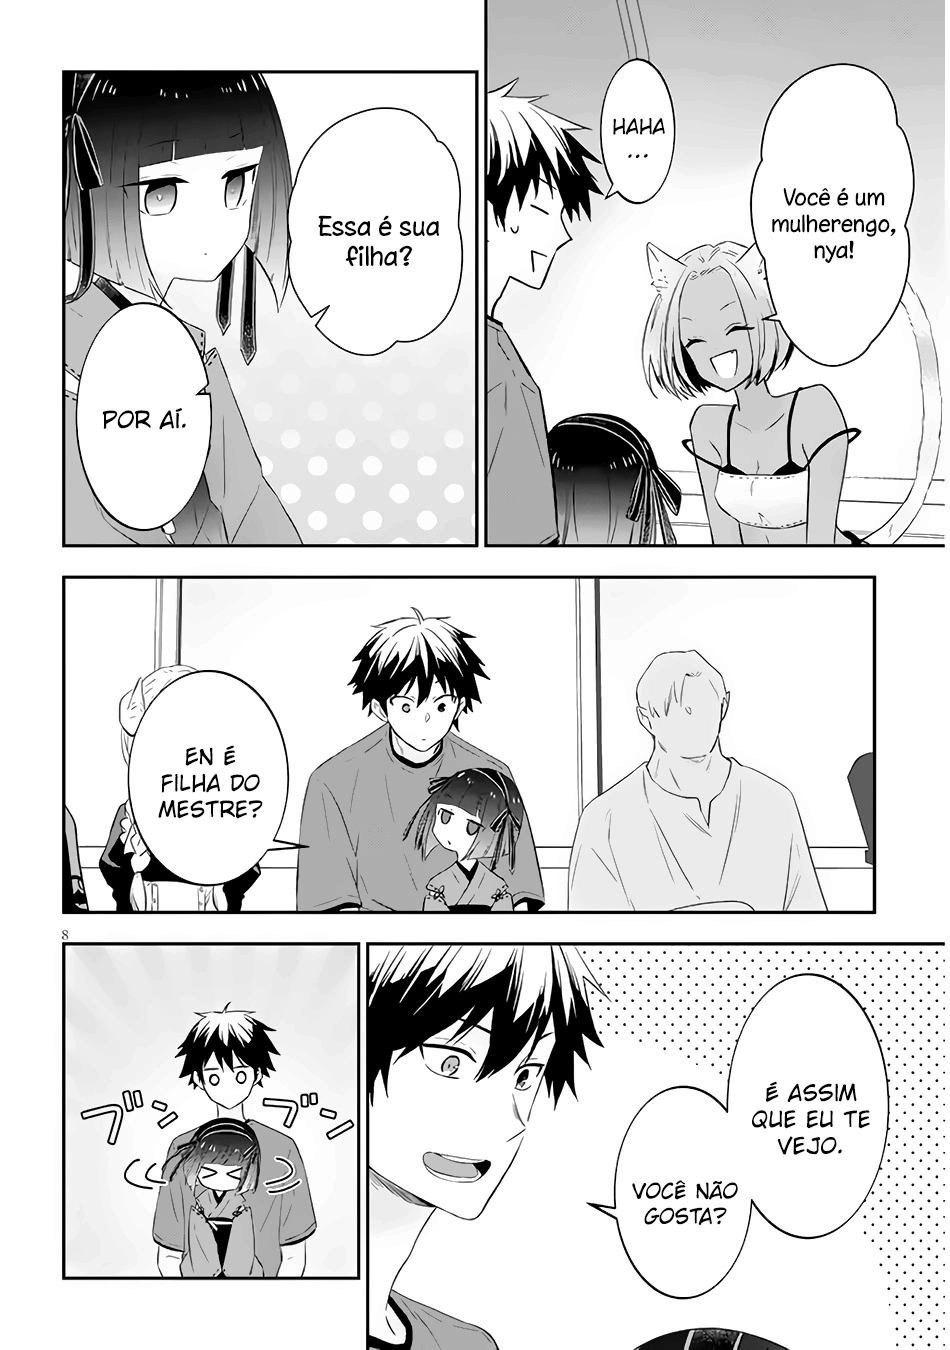 Você é um
mulherengo,
nya!
HAHA
...
Essa é sua
filha?
POR AÍ.
EN É
FILHA DO
MESTRE?
8
É ASSIM
QUE EU TE
VEJO.
VOCÊ NÃO
GOSTA?
ブン
ブン